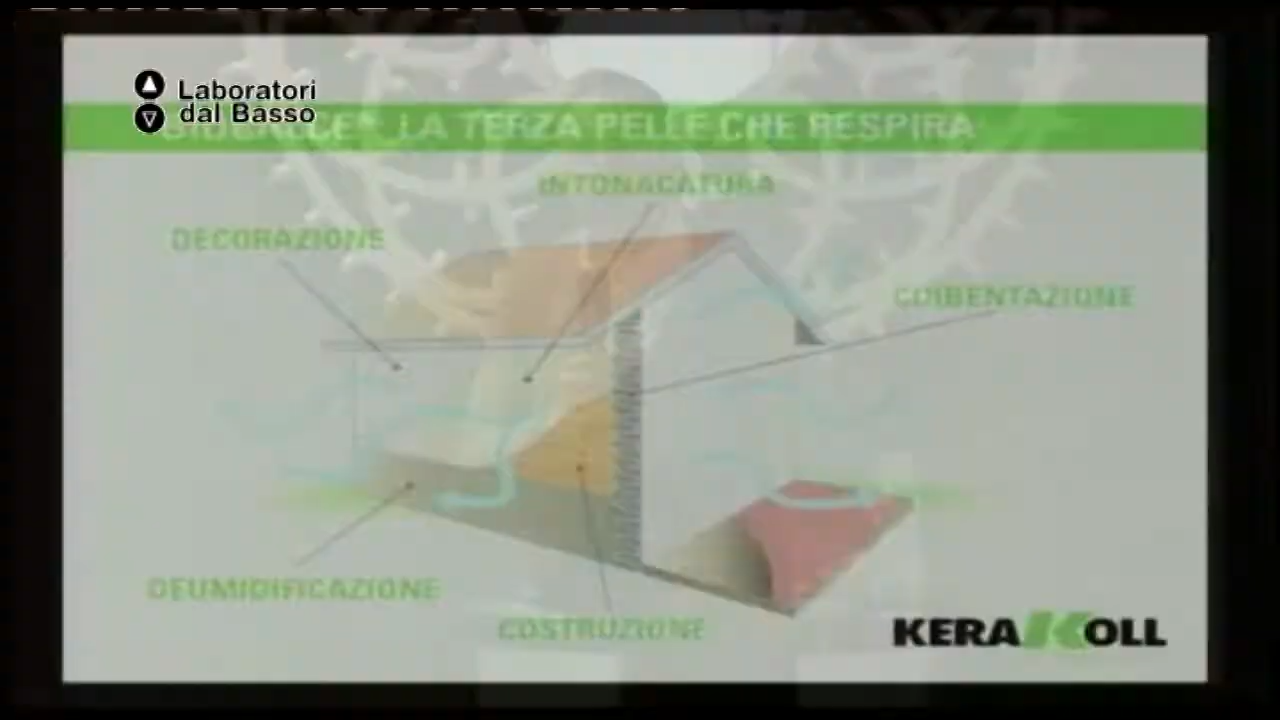 Laboratori
dal Basso
LA TERZA PELLE CHE RESPIRA
INTONACATURA
DECORAZIONE
COIBENTAZIONE
DEUMIDIFICAZIONE
COSTRUZIONE
KERAKOLL